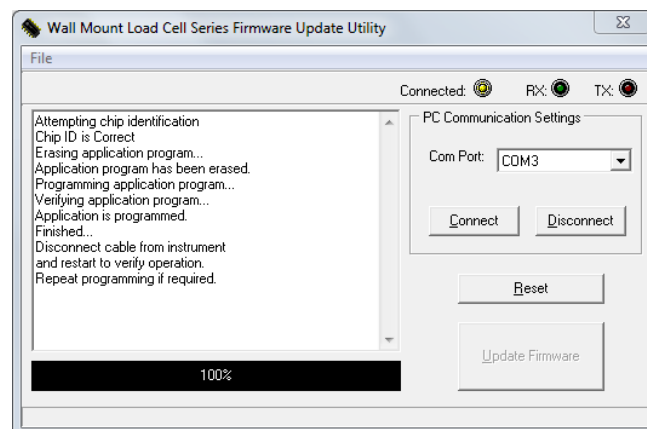 Wall Mount Load Cell Series Firmware Update Utility
File
Connected: RX: TX:
Attempting chip identification
Chip ID is Correct
Erasing application program...
Application program has been erased.
Programming application program...
Verifying application program...
Application is programmed.
Finished...
Disconnect cable from instrument
and restart to verify operation.
Repeat programming if required.
100%
PC Communication Settings
Com Port: COM3
Connect Disconnect
Reset
Update Firmware